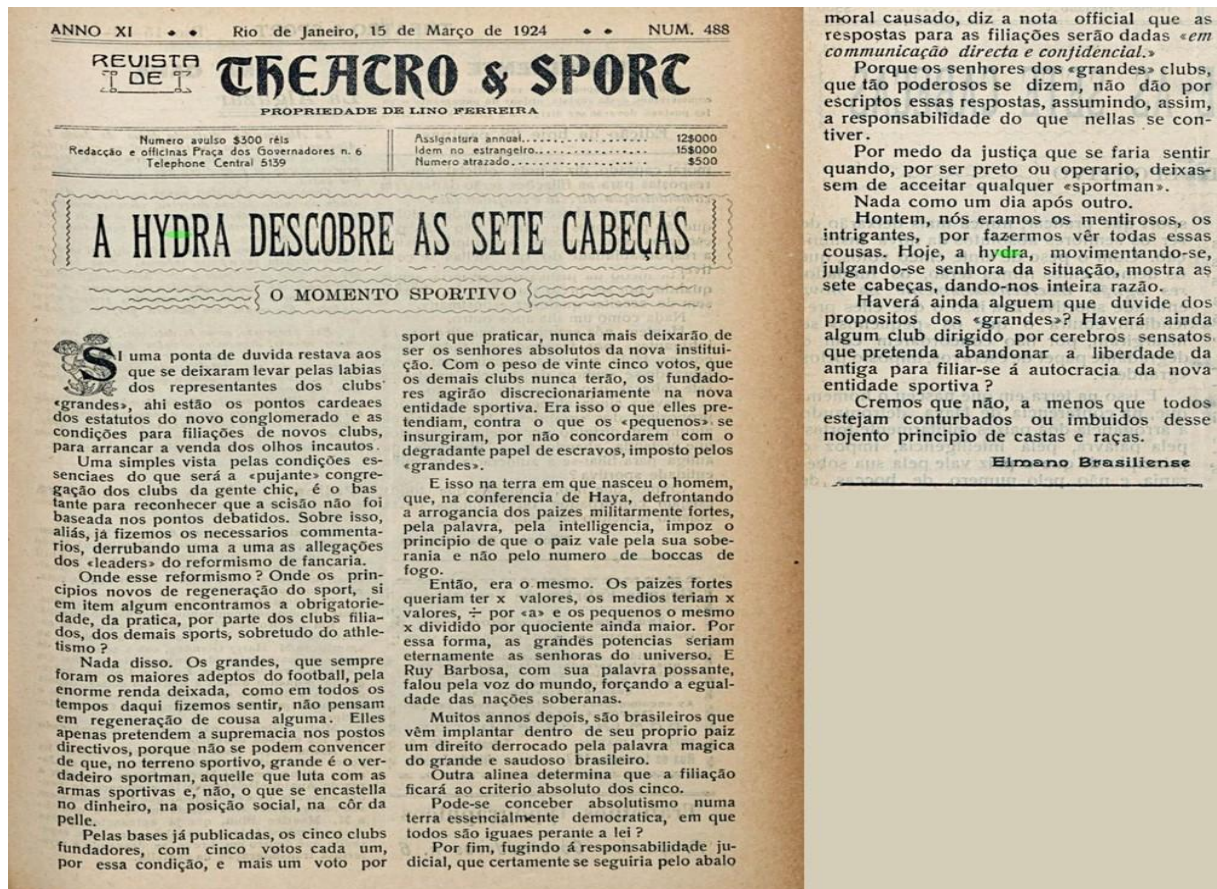 ANNO XI • • Rio de Janeiro, 15 de Março de 1924 • • NUM. 488
REVISTA DE THEATRO & SPORT
PROPRIEDADE DE LINO FERREIRA
Numero avulso $300 réis
Redacção e officinas Praça dos Governadores n. 6
Telephone Central 5139
Assignatura annual.................. 12$000
Idem no estrangeiro................ 15$000
Numero atrazado.................. $500
A HYDRA DESCOBRE AS SETE CABEÇAS
O MOMENTO SPORTIVO
SI uma ponta de duvida restava aos
que se deixaram levar pelas labias
dos representantes dos clubs
«grandes», ahi estão os pontos cardeaes
dos estatutos do novo conglomerado e as
condições para filiações de novos clubs,
para arrancar a venda dos olhos incautos.
Uma simples vista pelas condições es-
senciaes do que será a «pujante» congre-
gação dos clubs da gente chic, é o bas
tante para reconhecer que a scisão não foi
baseada nos pontos debatidos. Sobre isso,
aliás, já fizemos os necessarios commenta-
rios, derrubando uma a uma as allegações
dos «leaders» do reformismo de fancaria.
Onde esse reformismo ? Onde os prin-
cipios novos de regeneração do sport, si
em item algum encontramos a obrigatorie-
dade, da pratica, por parte dos clubs filia-
dos, dos demais sports, sobretudo do athle-
tismo ?
Nada disso. Os grandes, que sempre
foram os maiores adeptos do football, pela
enorme renda deixada, como em todos os
tempos daqui fizemos sentir, não pensam
em regeneração de cousa alguma. Elles
apenas pretendem a supremacia nos postos
directivos, porque não se podem convencer
de que, no terreno sportivo, grande é o ver-
dadeiro sportman, aquelle que luta com as
armas sportivas e, não, o que se encastella
no dinheiro, na posição social, na côr da
pelle.
Pelas bases já publicadas, os cinco clubs
fundadores, com cinco votos cada um,
por essa condição, e mais um voto por
sport que praticar, nunca mais deixarão de
ser os senhores absolutos da nova institui-
ção. Com o peso de vinte cinco votos, que
os demais clubs nunca terão, os fundado-
res agirão discrecionariamente na nova
entidade sportiva. Era isso o que elles pre-
tendiam, contra o que os «pequenos» se
insurgiram, por não concordarem com o
degradante papel de escravos, imposto pelos
«grandes».
E isso na terra em que nasceu o homem,
que, na conferencia de Haya, defrontando
a arrogancia dos paizes militarmente fortes,
pela palavra, pela intelligencia, impoz o
principio de que o paiz vale pela sua sobe-
rania e não pelo numero de boccas de
fogo.
Então, era o mesmo. Os paizes fortes
queriam ter x valores, os medios teriam x
valores, ÷ por «a» e os pequenos o mesmo
x dividido por quociente ainda maior. Por
essa forma, as grandes potencias seriam
eternamente as senhoras do universo. E
Ruy Barbosa, com sua palavra possante,
falou pela voz do mundo, forçando a egual-
dade das nações soberanas.
Muitos annos depois, são brasileiros que
vêm implantar dentro de seu proprio paiz
um direito derrocado pela palavra magica
do grande e saudoso brasileiro.
Outra alinea determina que a filiação
ficará ao criterio absoluto dos cinco.
Pode-se conceber absolutismo numa
terra essencialmente democratica, em que
todos são iguaes perante a lei ?
Por fim, fugindo á responsabilidade ju-
dicial, que certamente se seguiria pelo abalo
moral causado, diz a nota official que as
respostas para as filiações serão dadas «em
communicação directa e confidencial.»
Porque os senhores dos «grandes» clubs,
que tão poderosos se dizem, não dão por
escriptos essas respostas, assumindo, assim,
a responsabilidade do que nellas se con-
tiver.
Por medo da justiça que se faria sentir
quando, por ser preto ou operario, deixas-
sem de acceitar qualquer «sportman».
Nada como um dia após outro.
Hontem, nós eramos os mentirosos, os
intrigantes, por fazermos vêr todas essas
cousas. Hoje, a hydra, movimentando-se,
julgando-se senhora da situação, mostra as
sete cabeças, dando-nos inteira razão.
Haverá ainda alguem que duvide dos
propositos dos «grandes»? Haverá ainda
algum club dirigido por cerebros sensatos
que pretenda abandonar a liberdade da
antiga para filiar-se á autocracia da nova
entidade sportiva ?
Cremos que não, a menos que todos
estejam conturbados ou imbuidos desse
nojento principio de castas e raças.
Elmano Brasiliense